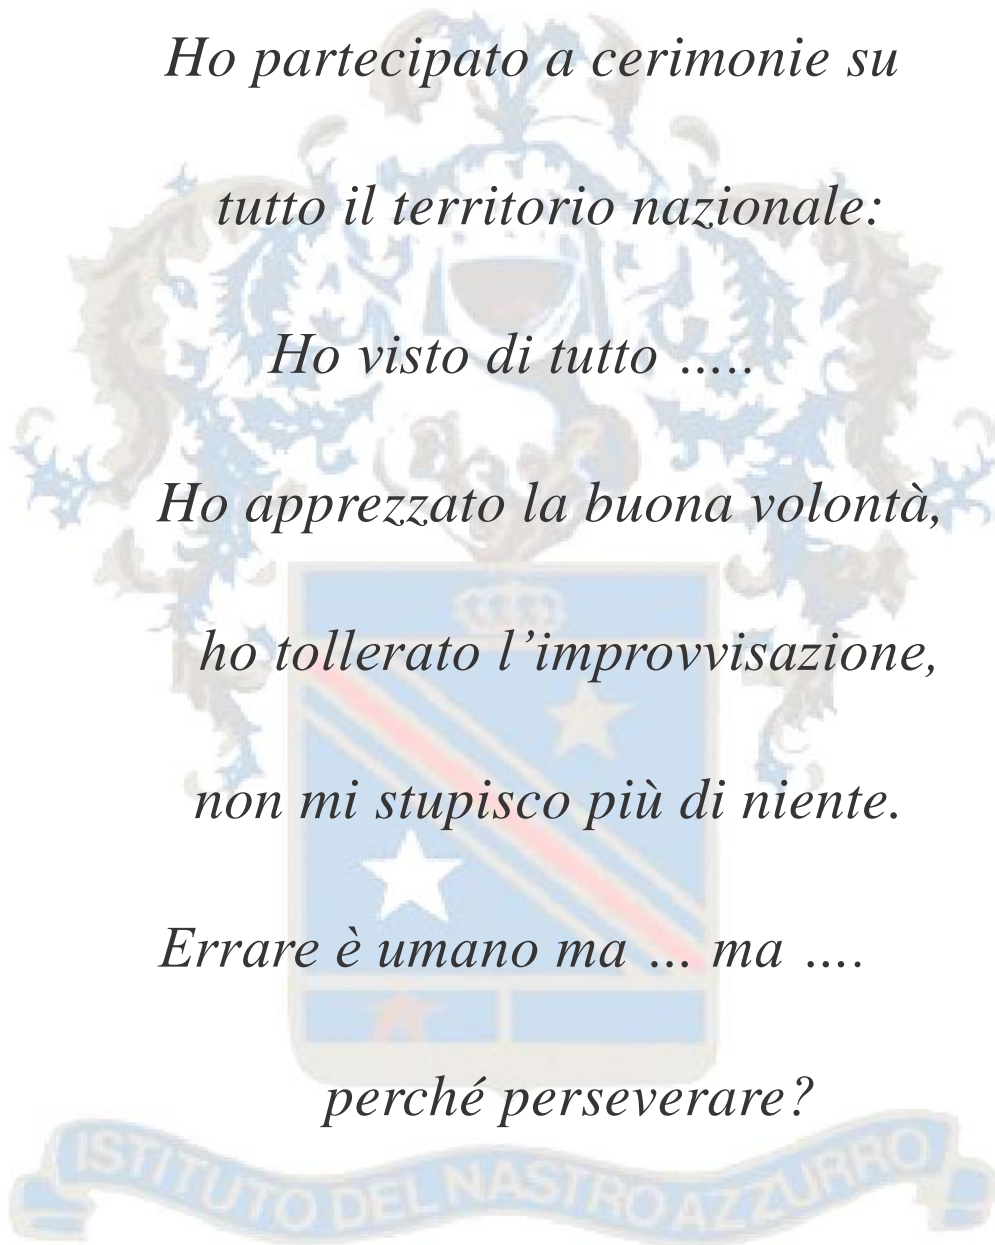 Ho partecipato a cerimonie su
tutto il territorio nazionale:
Ho visto di tutto …..
Ho apprezzato la buona volontà,
ho tollerato l’improvvisazione,
non mi stupisco più di niente.
Errare è umano ma … ma ….
perché perseverare?
ISTITUTO DEL NASTRO AZZURRO